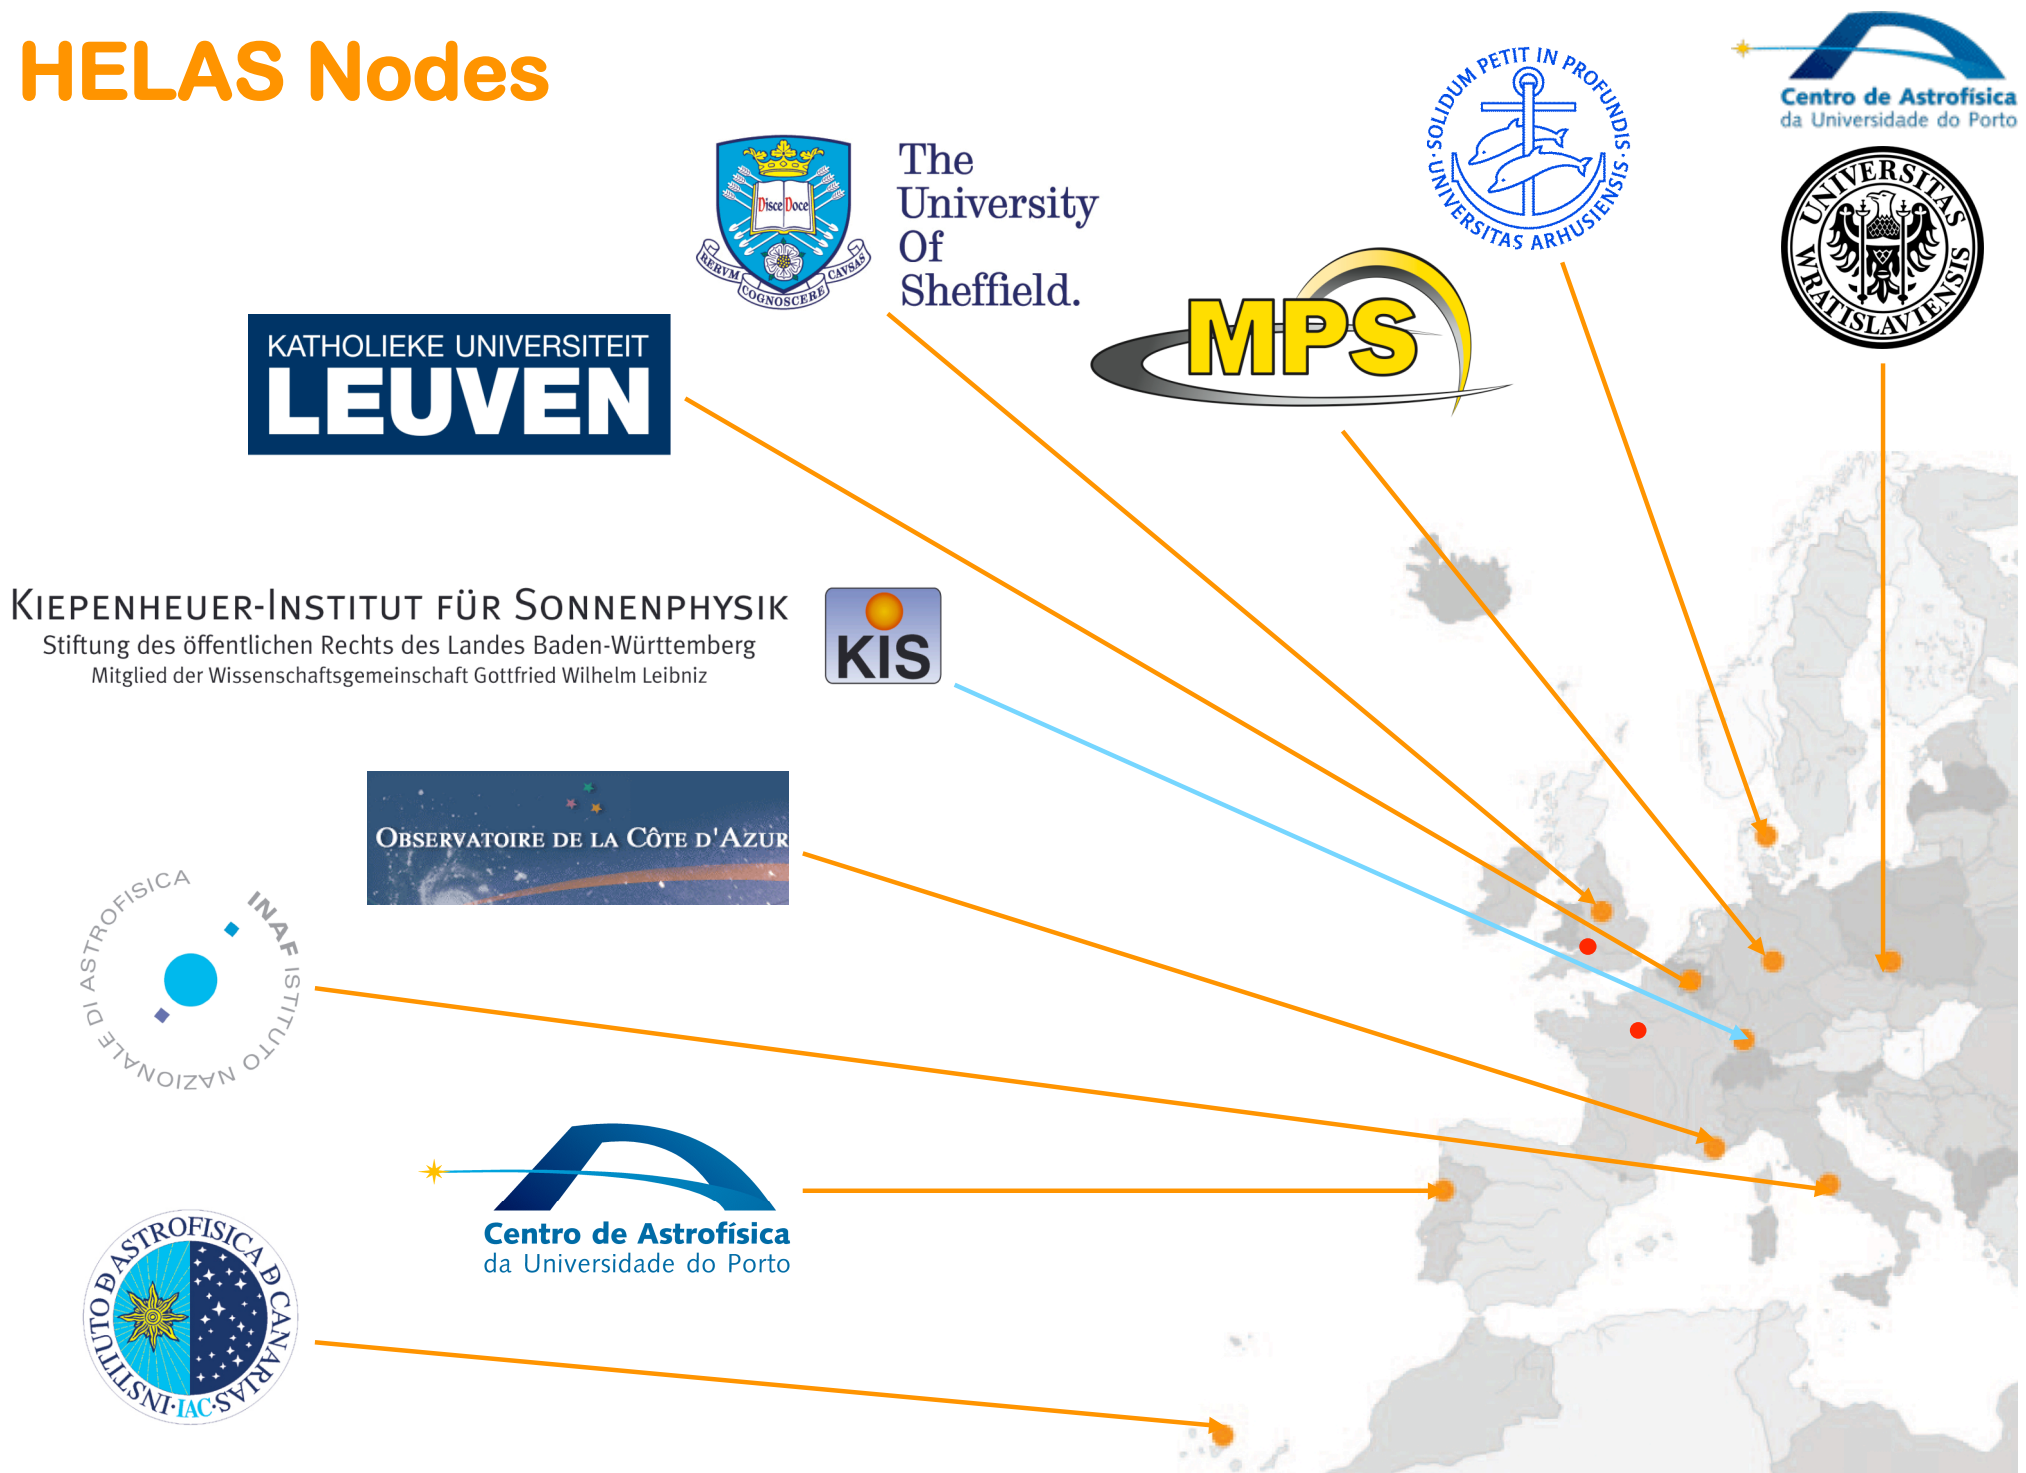 HELAS Nodes
Centro de Astrofísica
da Universidade do Porto
SOLIDUM PETIT IN PROFUNDIS
UNIVERSITAS ARHUSIENSIS
The
University
Of
Sheffield.
Disce Doce
RERVM
COGNOSCERE
CAVSAS
UNIVERSITAS
WRATISLAVIENSIS
MPS
KATHOLIEKE UNIVERSITEIT
LEUVEN
KIEPENHEUER-INSTITUT FÜR SONNENPHYSIK
Stiftung des öffentlichen Rechts des Landes Baden-Württemberg
Mitglied der Wissenschaftsgemeinschaft Gottfried Wilhelm Leibniz
KIS
OBSERVATOIRE DE LA CÔTE D'AZUR
INAF ISTITUTO NAZIONALE DI ASTROFISICA
Centro de Astrofísica
da Universidade do Porto
INSTITUTO DE ASTROFISICA DE CANARIAS
IAC